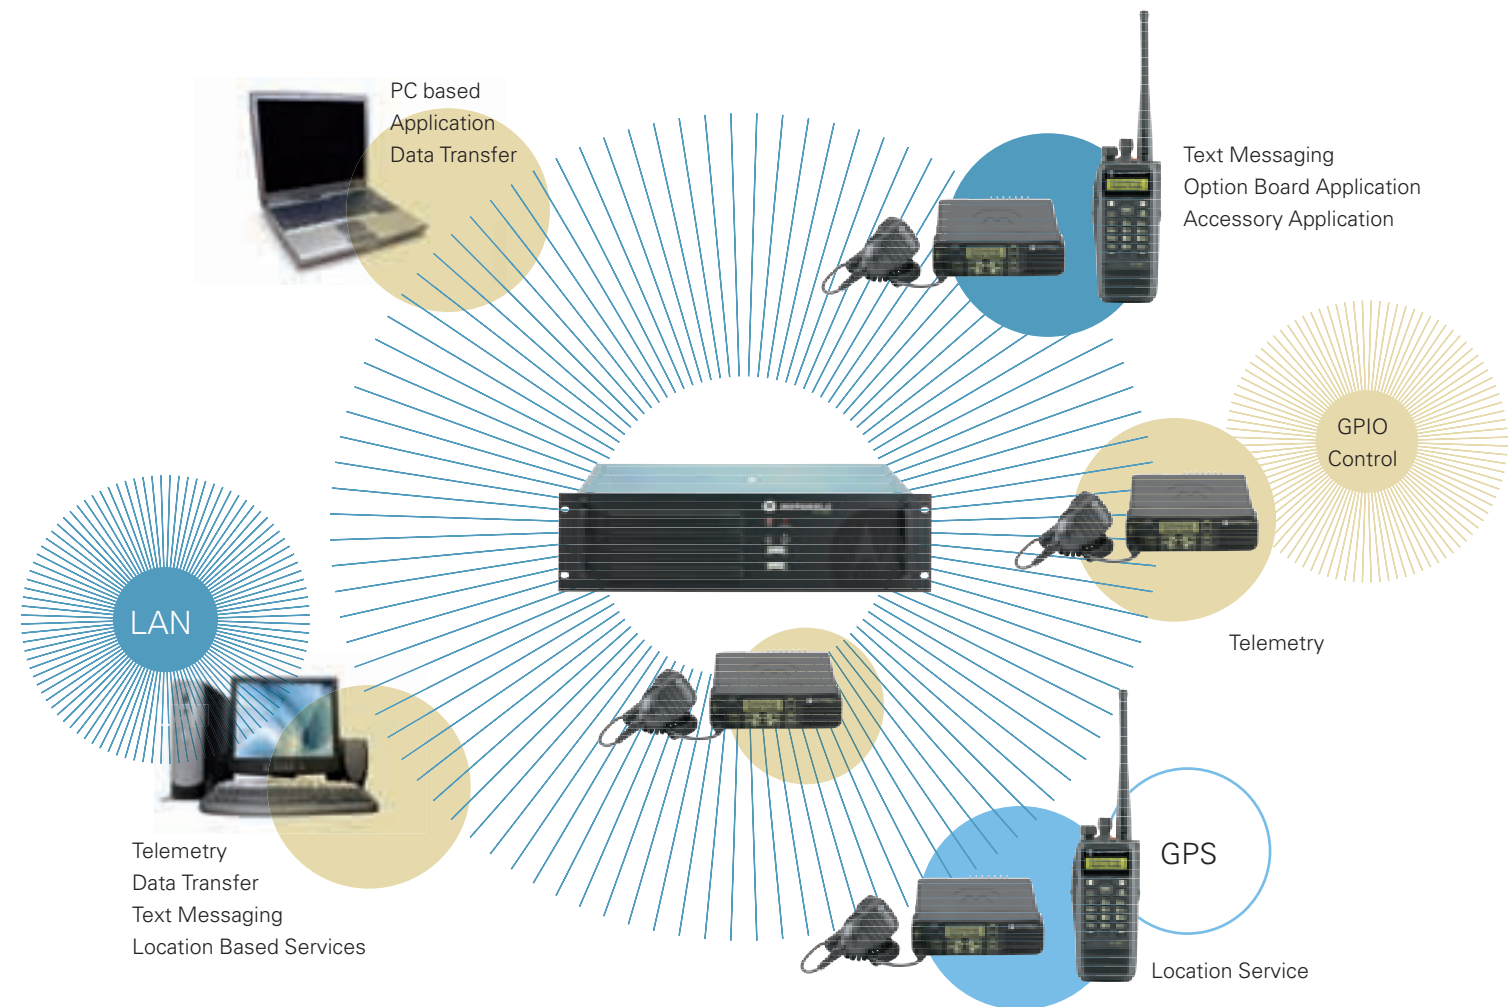 PC based
Application
Data Transfer
Text Messaging
Option Board Application
Accessory Application
GPIO
Control
MOTOROLA
LAN
Telemetry
Telemetry
Data Transfer
Text Messaging
Location Based Services
GPS
Location Service